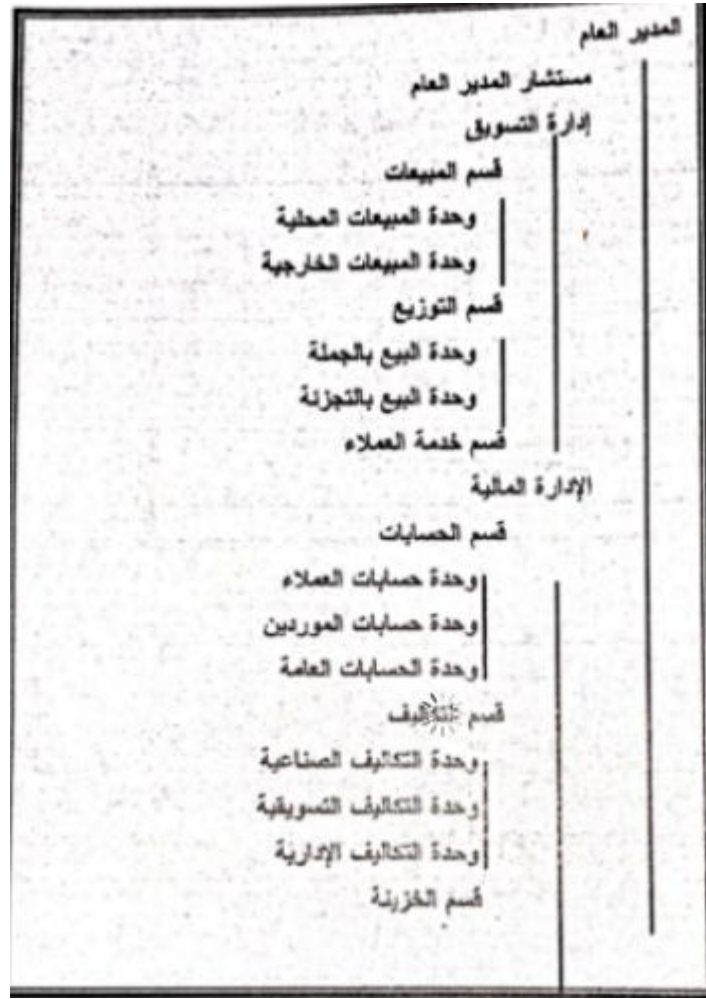 المدير العام
مستشار المدير العام
إدارة التسويق
قسم المبيعات
وحدة المبيعات المحلية
وحدة المبيعات الخارجية
قسم التوزيع
وحدة البيع بالجملة
وحدة البيع بالتجزئة
قسم خدمة العملاء
الإدارة المالية
قسم الحسابات
وحدة حسابات العملاء
وحدة حسابات الموردين
وحدة الحسابات العامة
قسم التكاليف
وحدة التكاليف الصناعية
وحدة التكاليف التسويقية
وحدة التكاليف الإدارية
قسم الخزينة